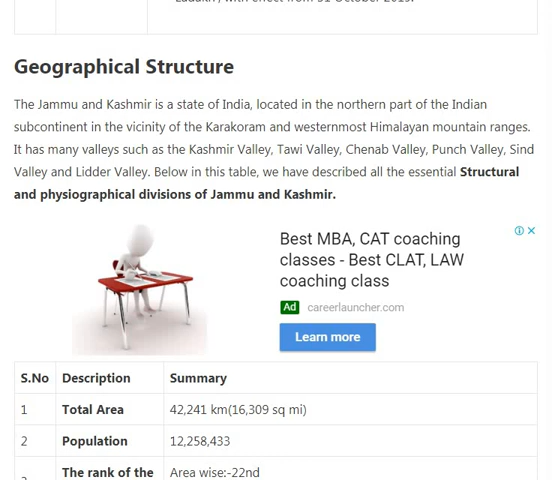 Geographical Structure
The Jammu and Kashmir is a state of India, located in the northern part of the Indian
subcontinent in the vicinity of the Karakoram and westernmost Himalayan mountain ranges.
It has many valleys such as the Kashmir Valley, Tawi Valley, Chenab Valley, Punch Valley, Sind
Valley and Lidder Valley. Below in this table, we have described all the essential Structural
and physiographical divisions of Jammu and Kashmir.
Best MBA, CAT coaching
classes - Best CLAT, LAW
coaching class
Ad careerlauncher.com
Learn more
S.No Description Summary
1 Total Area 42,241 km(16,309 sq mi)
2 Population 12,258,433
The rank of the Area wise:-22nd